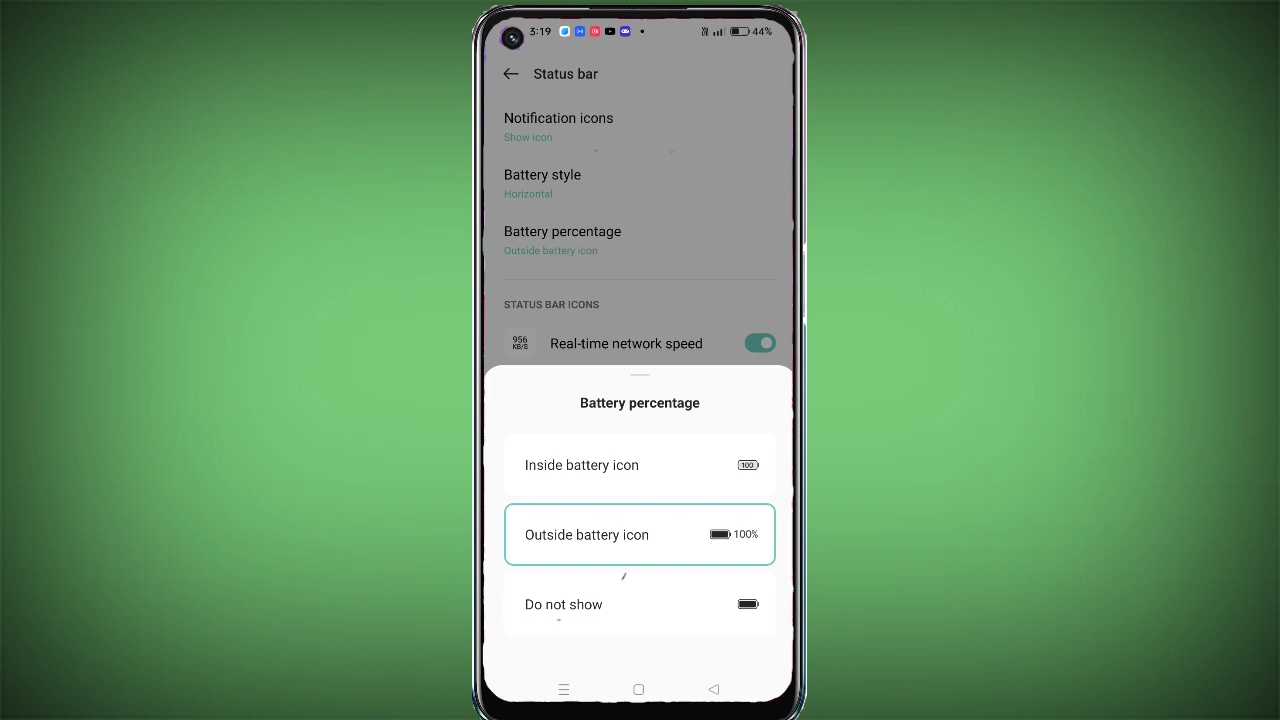 3:19
44%
Status bar
Notification icons
Show icon
Battery style
Horizontal
Battery percentage
Outside battery icon
STATUS BAR ICONS
956
KB/S
Real-time network speed
Battery percentage
Inside battery icon
100
Outside battery icon
100%
Do not show